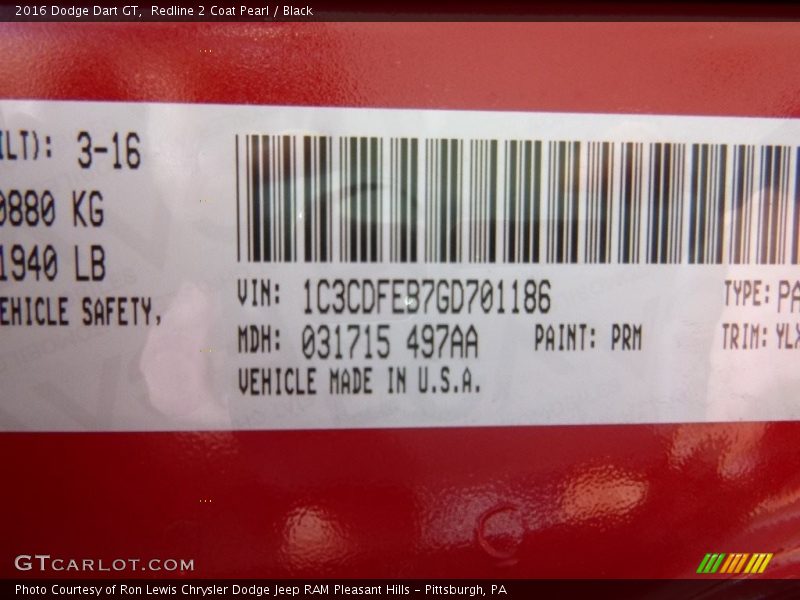 2016 Dodge Dart GT,  Redline 2 Coat Pearl / Black
ILT): 3-16
0880 KG
1940 LB
EHICLE SAFETY,
VIN: 1C3CDFEB7GD701186 TYPE: PA
MDH: 031715 497AA PAINT: PRM TRIM: YLX
VEHICLE MADE IN U.S.A.
GTCARLOT.COM
Photo Courtesy of Ron Lewis Chrysler Dodge Jeep RAM Pleasant Hills - Pittsburgh, PA